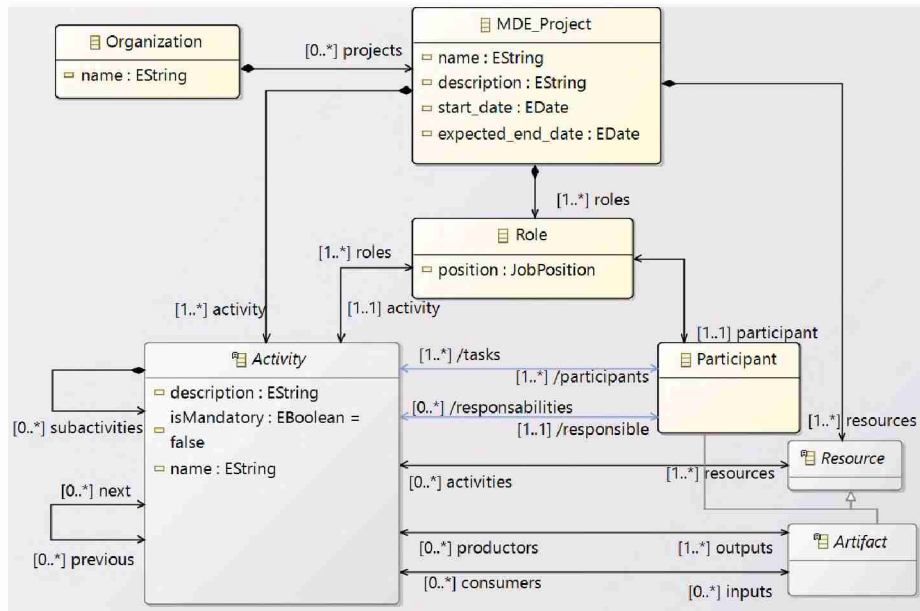 Organization
name : EString
[0..*] projects
MDE_Project
name : EString
description : EString
start_date : EDate
expected_end_date : EDate
[1..*] roles
Role
position : JobPosition
[1..*] roles
[1..*] activity
[1..1] activity
[1..1] participant
Activity
description : EString
isMandatory : EBoolean =
false
name : EString
[0..*] subactivities
[0..*] next
[0..*] previous
[1..*] /tasks
[1..*] /participants
[0..*] /responsabilities
[1..1] /responsible
Participant
[1..*] resources
Resource
[0..*] activities
[1..*] resources
[0..*] productors
[1..*] outputs
Artifact
[0..*] consumers
[0..*] inputs